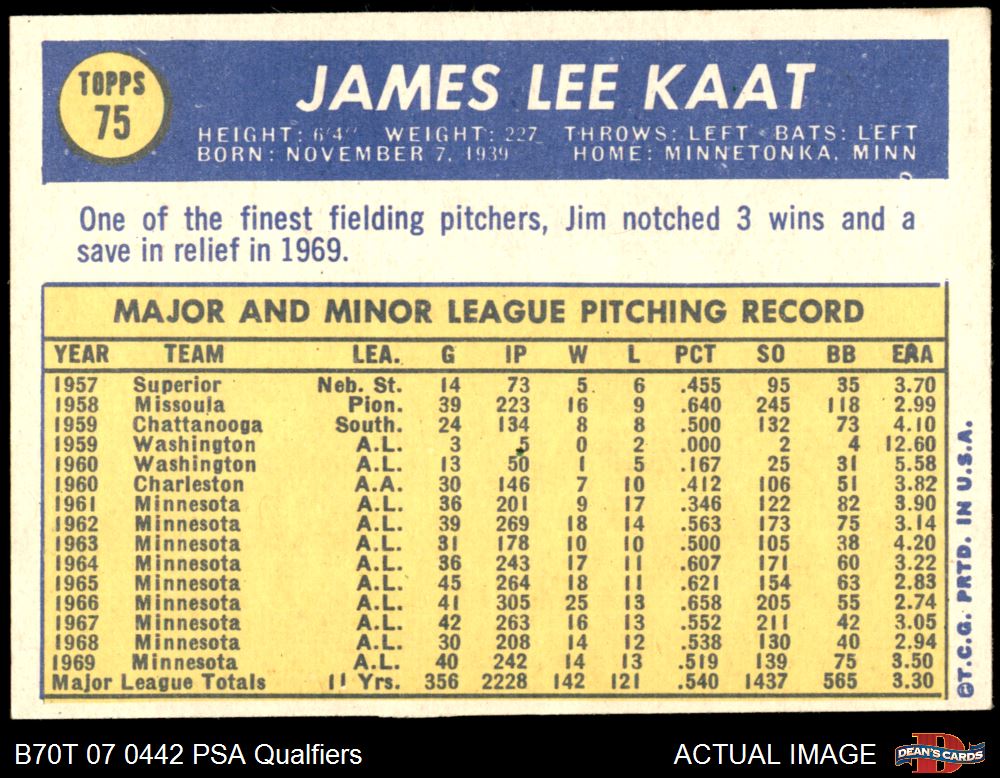 TOPPS
75
JAMES LEE KAAT
HEIGHT: 6'4" WEIGHT: 227 THROWS: LEFT BATS: LEFT
BORN: NOVEMBER 7, 1939 HOME: MINNETONKA, MINN
One of the finest fielding pitchers, Jim notched 3 wins and a
save in relief in 1969.
MAJOR AND MINOR LEAGUE PITCHING RECORD
YEAR TEAM LEA. G IP W L PCT SO BB ERA
1957 Superior Neb. St. 14 73 5 6 .455 95 35 3.70
1958 Missoula Pion. 39 223 16 9 .640 245 118 2.99
1959 Chattanooga South. 24 134 8 8 .500 132 73 4.10
1959 Washington A.L. 3 5 0 2 .000 2 4 12.60
1960 Washington A.L. 13 50 1 5 .167 25 31 5.58
1960 Charleston A.A. 30 146 7 10 .412 106 51 3.82
1961 Minnesota A.L. 36 201 9 17 .346 122 82 3.90
1962 Minnesota A.L. 39 269 18 14 .563 173 75 3.14
1963 Minnesota A.L. 31 178 10 10 .500 105 38 4.20
1964 Minnesota A.L. 36 243 17 11 .607 171 60 3.22
1965 Minnesota A.L. 45 264 18 11 .621 154 63 2.83
1966 Minnesota A.L. 41 305 25 13 .658 205 55 2.74
1967 Minnesota A.L. 42 263 16 13 .552 211 42 3.05
1968 Minnesota A.L. 30 208 14 12 .538 130 40 2.94
1969 Minnesota A.L. 40 242 14 13 .519 139 75 3.50
Major League Totals 11 Yrs. 356 2228 142 121 .540 1437 565 3.30
©T.C.G. PRTD. IN U.S.A.
B70T 07 0442 PSA Qualfiers ACTUAL IMAGE
DEAN'S CARDS